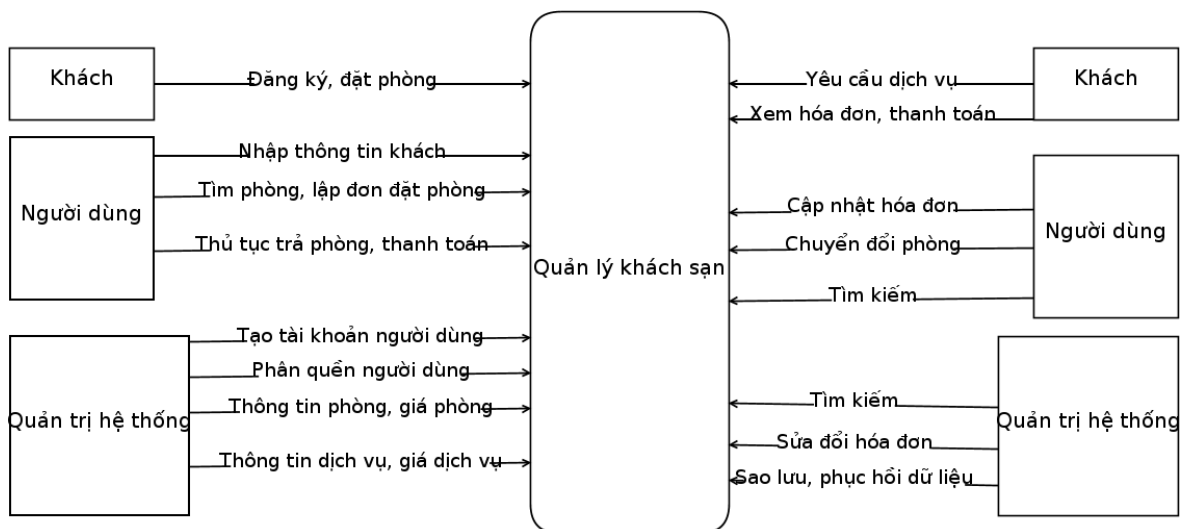 Khách
Đăng ký, đặt phòng
Người dùng
Nhập thông tin khách
Tìm phòng, lập đơn đặt phòng
Thủ tục trả phòng, thanh toán
Quản trị hệ thống
Tạo tài khoản người dùng
Phân quền người dùng
Thông tin phòng, giá phòng
Thông tin dịch vụ, giá dịch vụ
Quản lý khách sạn
Yêu cầu dịch vụ
Xem hóa đơn, thanh toán
Khách
Cập nhật hóa đơn
Chuyển đổi phòng
Tìm kiếm
Người dùng
Tìm kiếm
Sửa đổi hóa đơn
Sao lưu, phục hồi dữ liệu
Quản trị hệ thống